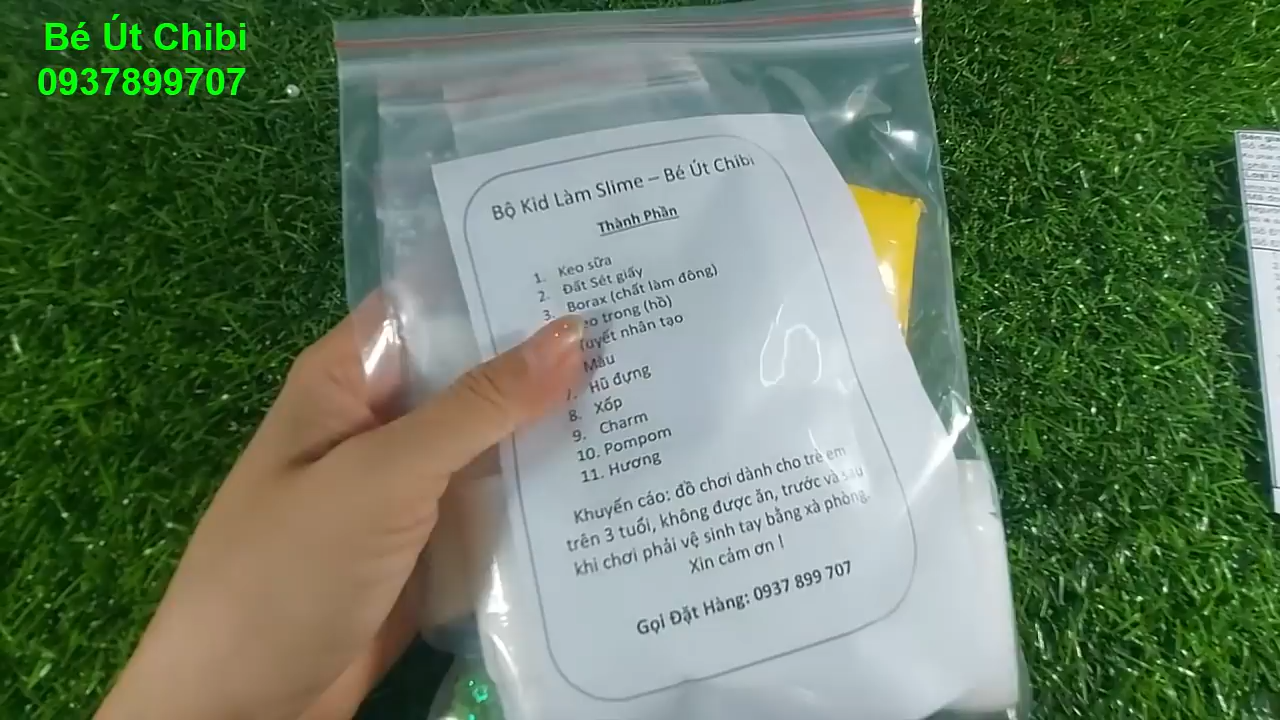 Bé Út Chibi
0937899707
Bộ Kid Làm Slime – Bé Út Chibi
Thành Phần
1. Keo sữa
2. Đất Sét giấy
3. Borax (chất làm đông)
trong (hồ)
Tuyết nhân tạo
Màu
7. Hũ đựng
8. Xốp
9. Charm
10. Pompom
11. Hương
Khuyến cáo: đồ chơi dành cho trẻ em
trên 3 tuổi, không được ăn, trước và sau
khi chơi phải vệ sinh tay bằng xà phòng.
Xin cảm ơn !
Gọi Đặt Hàng: 0937 899 707